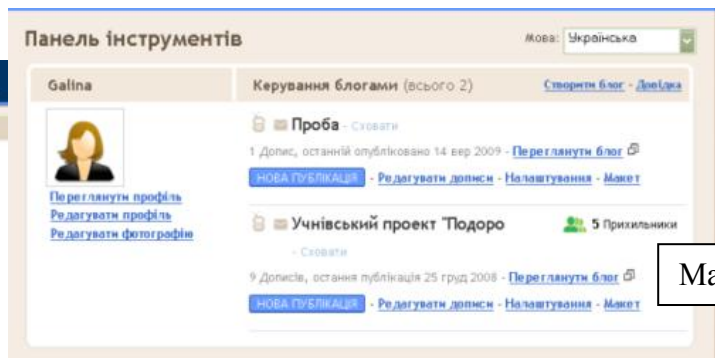 Панель інструментів
Мова: Українська
Galina
Переглянути профіль
Редагувати профіль
Редагувати фотографію
Керування блогами (всього 2)
Створити блог - Довідка
Проба - Сховати
1 Допис, останній опубліковано 14 вер 2009 - Переглянути блог
НОВА ПУБЛІКАЦІЯ - Редагувати дописи - Налаштування - Макет
Учнівський проект "Подоро
5 Прихильники
- Сховати
9 Дописів, остання публікація 25 груд 2008 - Переглянути блог
НОВА ПУБЛІКАЦІЯ - Редагувати дописи - Налаштування - Макет
Ма